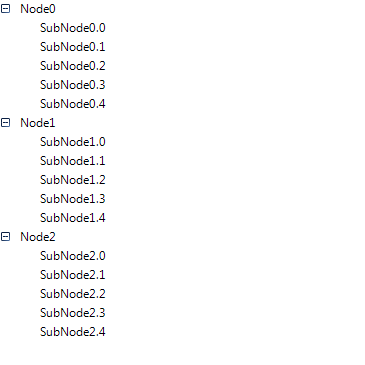 Node0
SubNode0.0
SubNode0.1
SubNode0.2
SubNode0.3
SubNode0.4
Node1
SubNode1.0
SubNode1.1
SubNode1.2
SubNode1.3
SubNode1.4
Node2
SubNode2.0
SubNode2.1
SubNode2.2
SubNode2.3
SubNode2.4